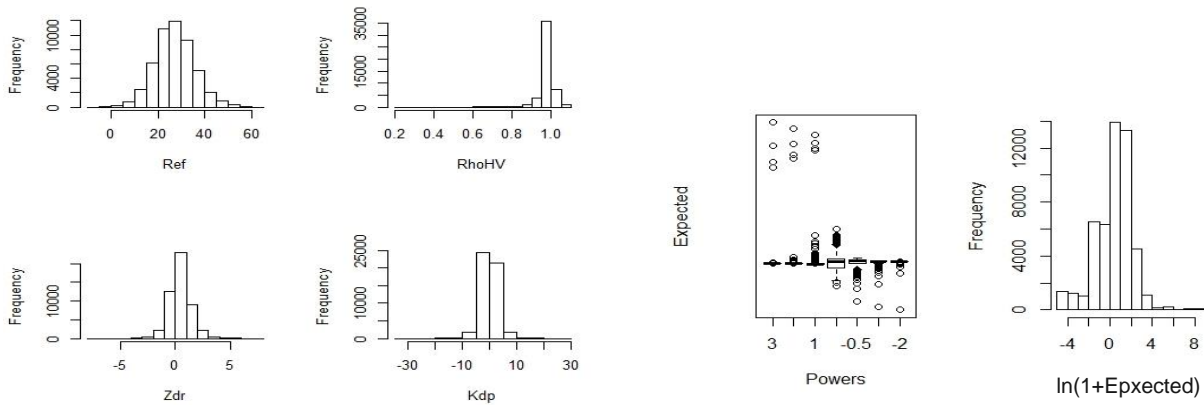 Frequency
0 4000 10000
0 20 40 60
Ref
Frequency
0 15000 35000
0.2 0.4 0.6 0.8 1.0
RhoHV
Frequency
0 10000
-5 0 5
Zdr
Frequency
0 10000 25000
-30 -10 0 10 30
Kdp
Expected
3 1 -0.5 -2
Powers
Frequency
0 4000 8000 12000
-4 0 4 8
ln(1+Epxected)